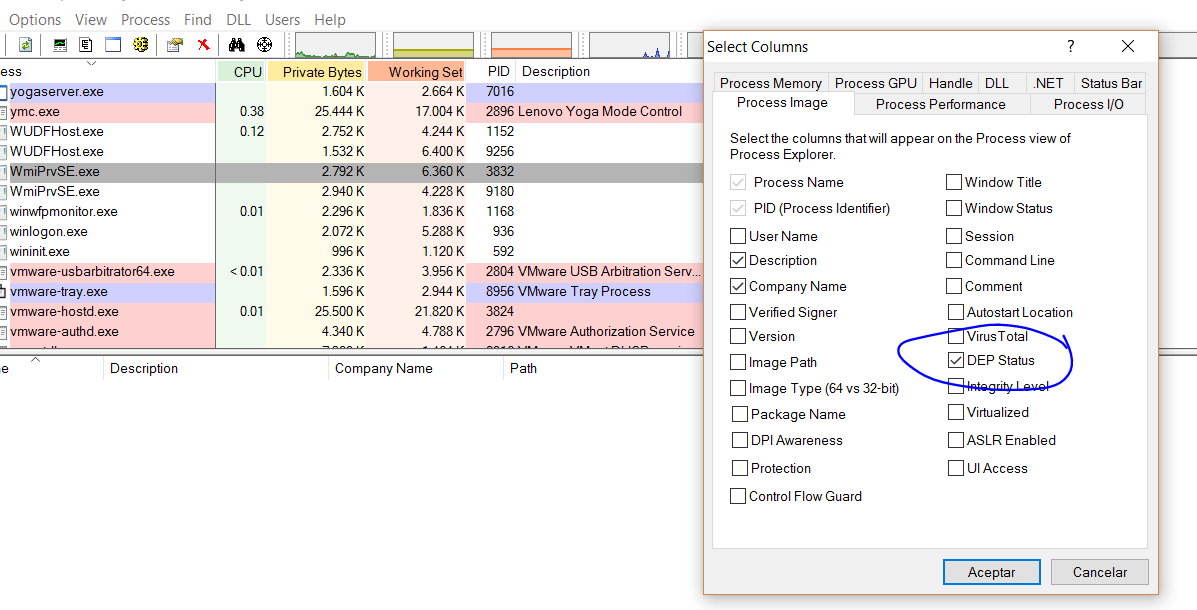 Options View Process Find DLL Users Help
ess CPU Private Bytes Working Set PID Description
yogaserver.exe 1.604 K 2.664 K 7016
ymc.exe 0.38 25.444 K 17.004 K 2896 Lenovo Yoga Mode Control
WUDFHost.exe 0.12 2.752 K 4.244 K 1152
WUDFHost.exe 1.532 K 6.400 K 9256
WmiPrvSE.exe 2.792 K 6.360 K 3832
WmiPrvSE.exe 2.940 K 4.228 K 9180
winwfpmonitor.exe 0.01 2.296 K 1.836 K 1168
winlogon.exe 2.072 K 5.288 K 936
wininit.exe 996 K 1.120 K 592
vmware-usbarbitrator64.exe < 0.01 2.336 K 3.956 K 2804 VMware USB Arbitration Serv...
vmware-tray.exe 1.596 K 2.944 K 8956 VMware Tray Process
vmware-hostd.exe 0.01 25.500 K 21.820 K 3824
vmware-authd.exe 4.340 K 4.788 K 2796 VMware Authorization Service
e Description Company Name Path
Select Columns ?
Process Memory Process GPU Handle DLL .NET Status Bar
Process Image Process Performance Process I/O
Select the columns that will appear on the Process view of
Process Explorer.
Process Name Window Title
PID (Process Identifier) Window Status
User Name Session
Description Command Line
Company Name Comment
Verified Signer Autostart Location
Version VirusTotal
Image Path DEP Status
Image Type (64 vs 32-bit) Integrity Level
Package Name Virtualized
DPI Awareness ASLR Enabled
Protection UI Access
Control Flow Guard
Aceptar Cancelar